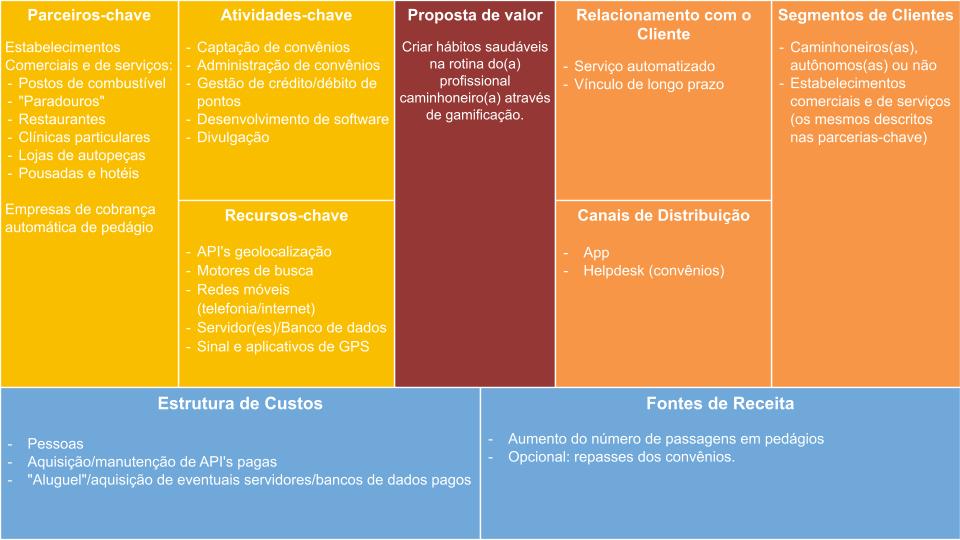 Parceiros-chave
Estabelecimentos
Comerciais e de serviços:
- Postos de combustível
- "Paradouros"
- Restaurantes
- Clínicas particulares
- Lojas de autopeças
- Pousadas e hotéis
Empresas de cobrança
automática de pedágio
Atividades-chave
- Captação de convênios
- Administração de convênios
- Gestão de crédito/débito de
pontos
- Desenvolvimento de software
- Divulgação
Recursos-chave
- API's geolocalização
- Motores de busca
- Redes móveis
(telefonia/internet)
- Servidor(es)/Banco de dados
- Sinal e aplicativos de GPS
Proposta de valor
Criar hábitos saudáveis
na rotina do(a)
profissional
caminhoneiro(a) através
de gamificação.
Relacionamento com o
Cliente
- Serviço automatizado
- Vínculo de longo prazo
Canais de Distribuição
- App
- Helpdesk (convênios)
Segmentos de Clientes
- Caminhoneiros(as),
autônomos(as) ou não
- Estabelecimentos
comerciais e de serviços
(os mesmos descritos
nas parcerias-chave)
Estrutura de Custos
- Pessoas
- Aquisição/manutenção de API's pagas
- "Aluguel"/aquisição de eventuais servidores/bancos de dados pagos
Fontes de Receita
- Aumento do número de passagens em pedágios
- Opcional: repasses dos convênios.